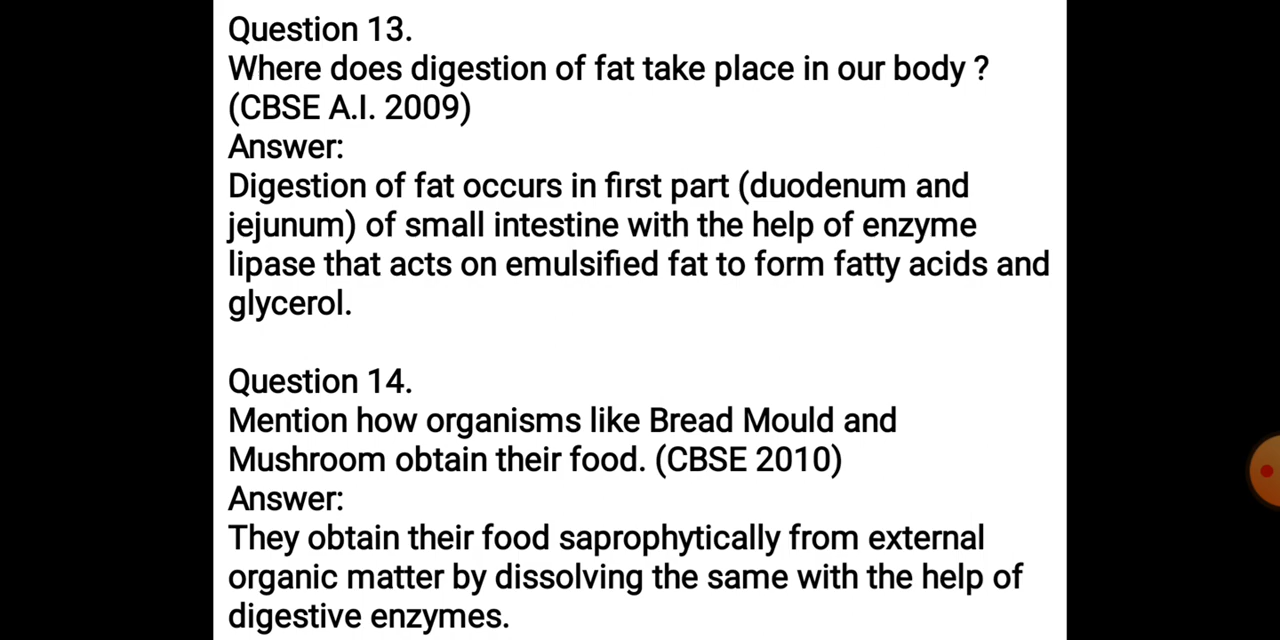 Question 13.
Where does digestion of fat take place in our body ?
(CBSE A.I. 2009)
Answer:
Digestion of fat occurs in first part (duodenum and
jejunum) of small intestine with the help of enzyme
lipase that acts on emulsified fat to form fatty acids and
glycerol.
Question 14.
Mention how organisms like Bread Mould and
Mushroom obtain their food. (CBSE 2010)
Answer:
They obtain their food saprophytically from external
organic matter by dissolving the same with the help of
digestive enzymes.